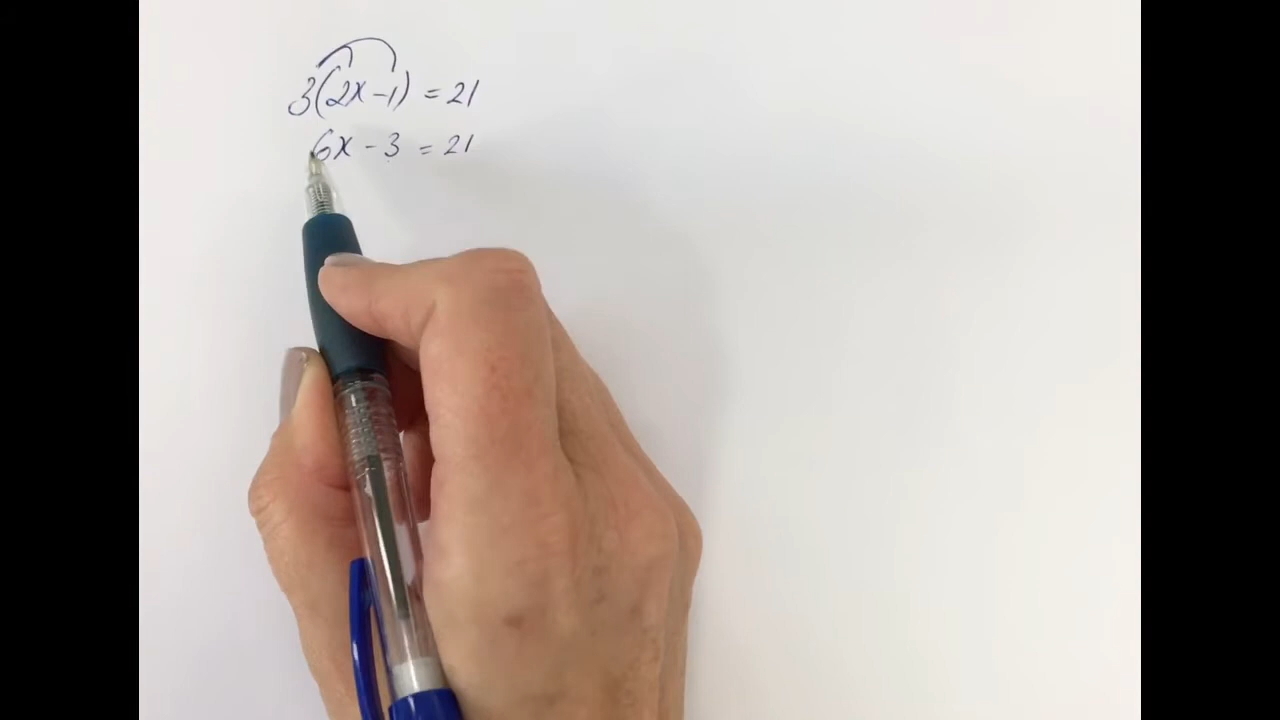 3(2x-1) = 21
6x - 3 = 21